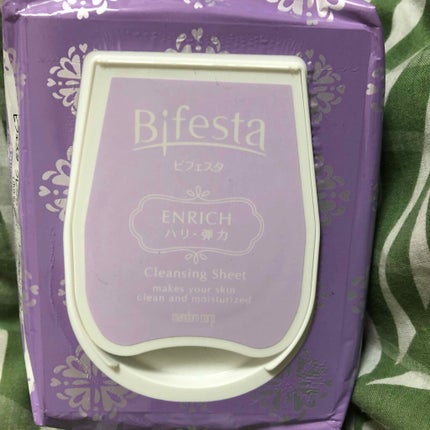 Bifesta
ビフェスタ
ENRICH
ハリ・弾力
Cleansing Sheet
makes your skin
clean and moisturized
mandom corp.